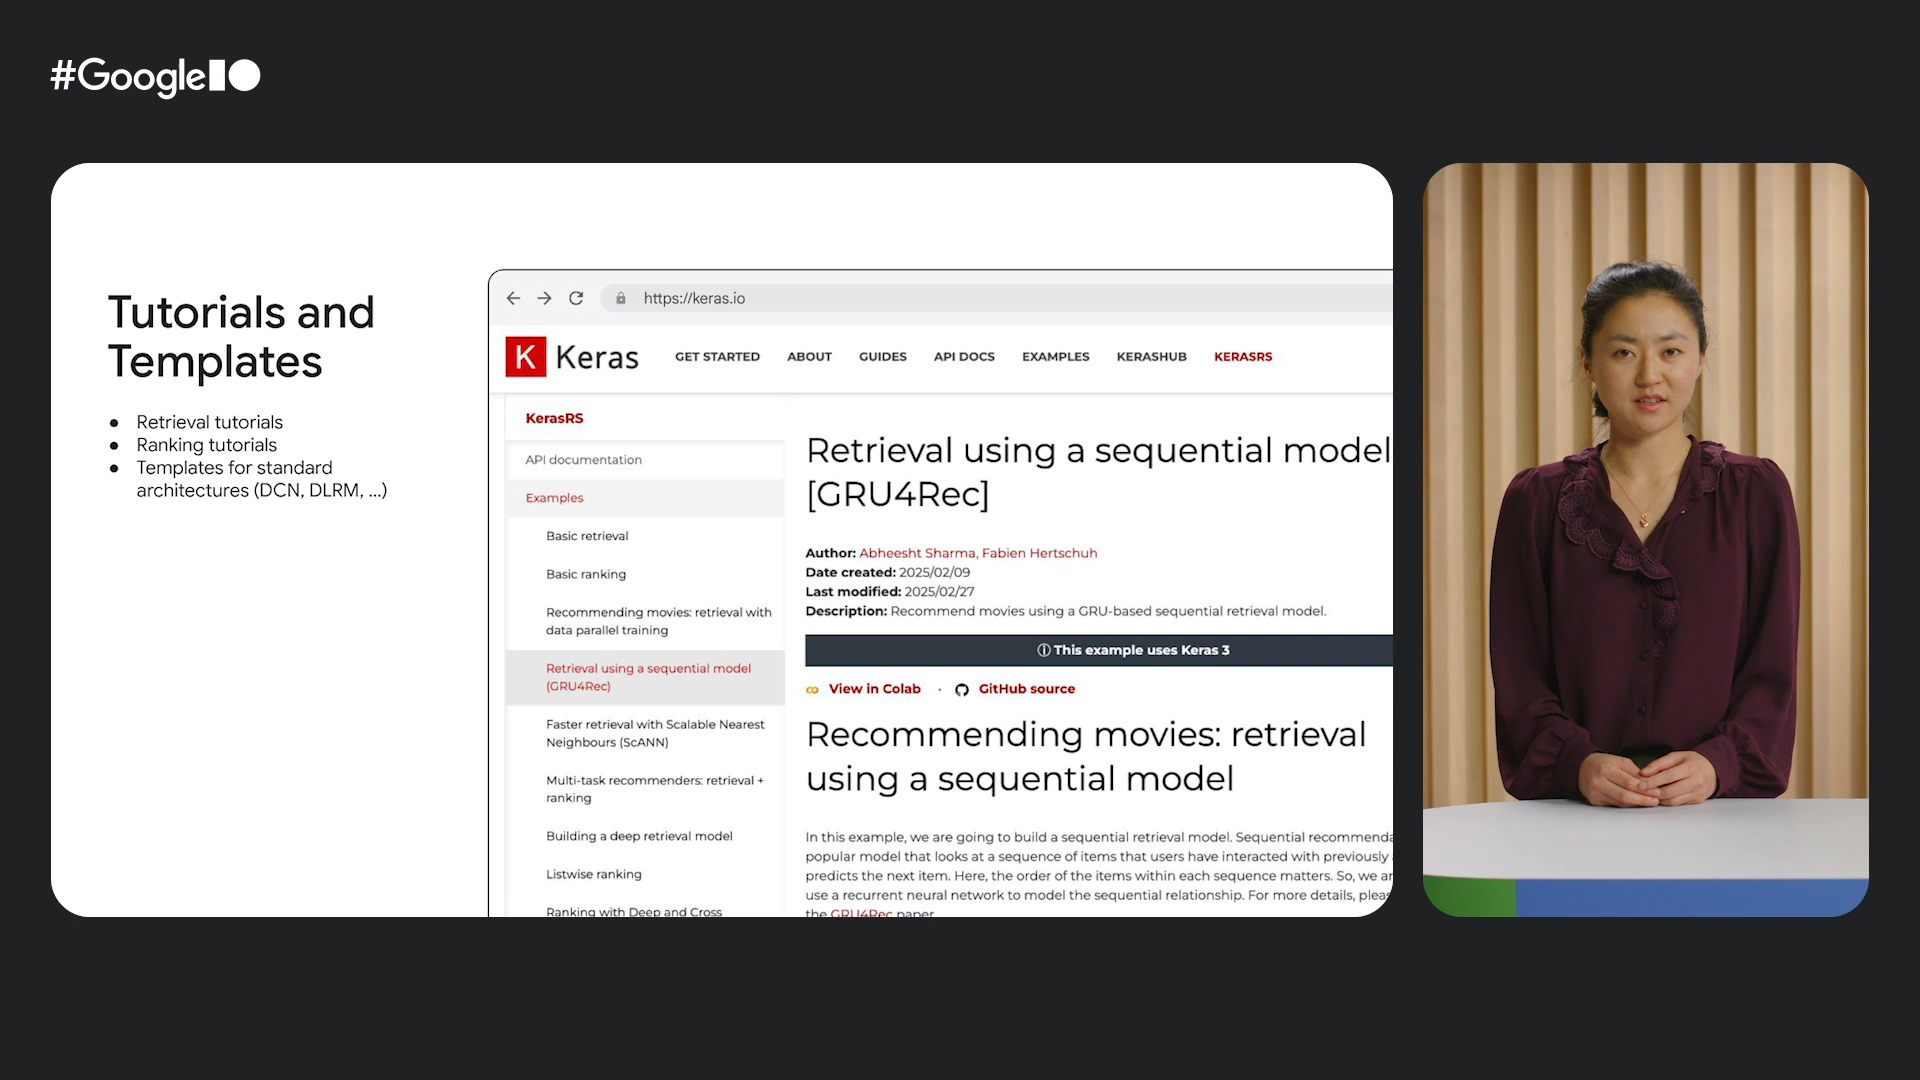 #GoogleIO
Tutorials and
Templates
● Retrieval tutorials
● Ranking tutorials
● Templates for standard
architectures (DCN, DLRM, ...)
https://keras.io
K Keras
GET STARTED
ABOUT
GUIDES
API DOCS
EXAMPLES
KERASHUB
KERASRS
KerasRS
API documentation
Examples
Basic retrieval
Basic ranking
Recommending movies: retrieval with
data parallel training
Retrieval using a sequential model
(GRU4Rec)
Faster retrieval with Scalable Nearest
Neighbours (ScANN)
Multi-task recommenders: retrieval +
ranking
Building a deep retrieval model
Listwise ranking
Ranking with Deep and Cross
Retrieval using a sequential model
[GRU4Rec]
Author: Abheesht Sharma, Fabien Hertschuh
Date created: 2025/02/09
Last modified: 2025/02/27
Description: Recommend movies using a GRU-based sequential retrieval model.
ⓘ This example uses Keras 3
View in Colab · GitHub source
Recommending movies: retrieval
using a sequential model
In this example, we are going to build a sequential retrieval model. Sequential recommenda
popular model that looks at a sequence of items that users have interacted with previously
predicts the next item. Here, the order of the items within each sequence matters. So, we ar
use a recurrent neural network to model the sequential relationship. For more details, pleas
the GRU4Rec paper